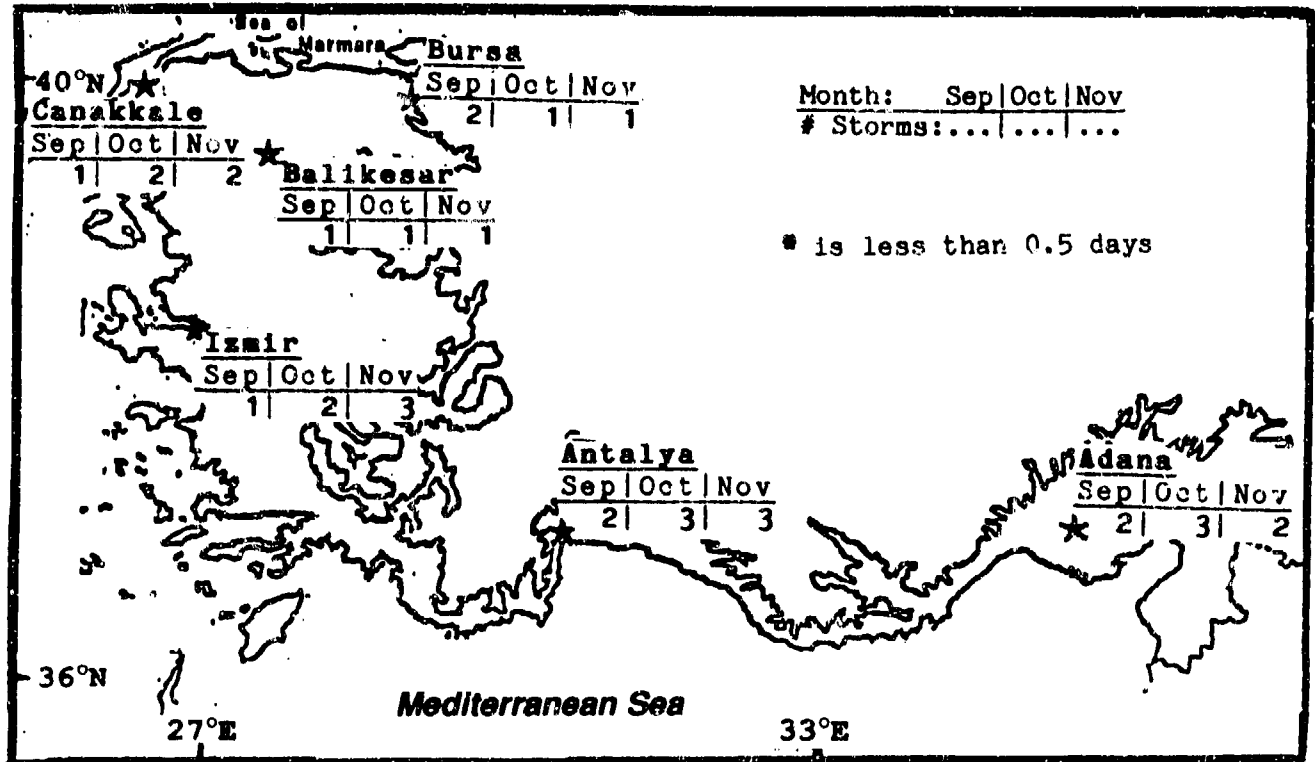 Sea of
Marmara
Bursa
Sep|Oct|Nov
2| 1| 1
40°N
Canakkale
Sep|Oct|Nov
1| 2| 2
Month: Sep|Oct|Nov
# Storms:...|...|...
Balikesar
Sep|Oct|Nov
1| 1| 1
* is less than 0.5 days
Izmir
Sep|Oct|Nov
1| 2| 3
Antalya
Sep|Oct|Nov
2| 3| 3
Adana
Sep|Oct|Nov
2| 3| 2
36°N
Mediterranean Sea
27°E
33°E